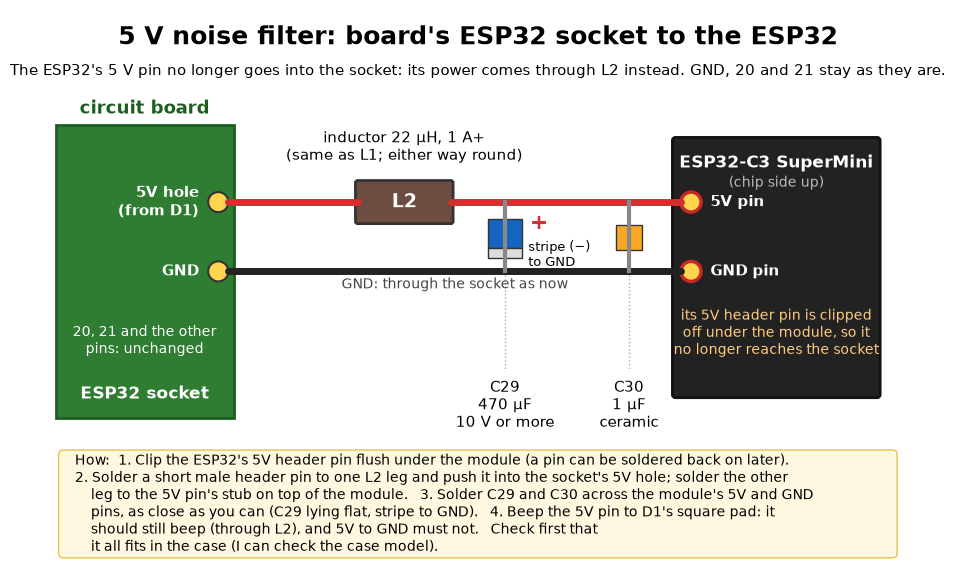 5 V noise filter: board's ESP32 socket to the ESP32
The ESP32's 5 V pin no longer goes into the socket: its power comes through L2 instead. GND, 20 and 21 stay as they are.
circuit board
inductor 22 µH, 1 A+
(same as L1; either way round)
ESP32-C3 SuperMini
(chip side up)
5V hole
(from D1)
L2
5V pin
+
stripe (−)
to GND
GND
GND pin
GND: through the socket as now
20, 21 and the other
pins: unchanged
its 5V header pin is clipped
off under the module, so it
no longer reaches the socket
ESP32 socket
C29
470 µF
10 V or more
C30
1 µF
ceramic
How:  1. Clip the ESP32's 5V header pin flush under the module (a pin can be soldered back on later).
2. Solder a short male header pin to one L2 leg and push it into the socket's 5V hole; solder the other
leg to the 5V pin's stub on top of the module.   3. Solder C29 and C30 across the module's 5V and GND
pins, as close as you can (C29 lying flat, stripe to GND).   4. Beep the 5V pin to D1's square pad: it
should still beep (through L2), and 5V to GND must not.   Check first that
it all fits in the case (I can check the case model).